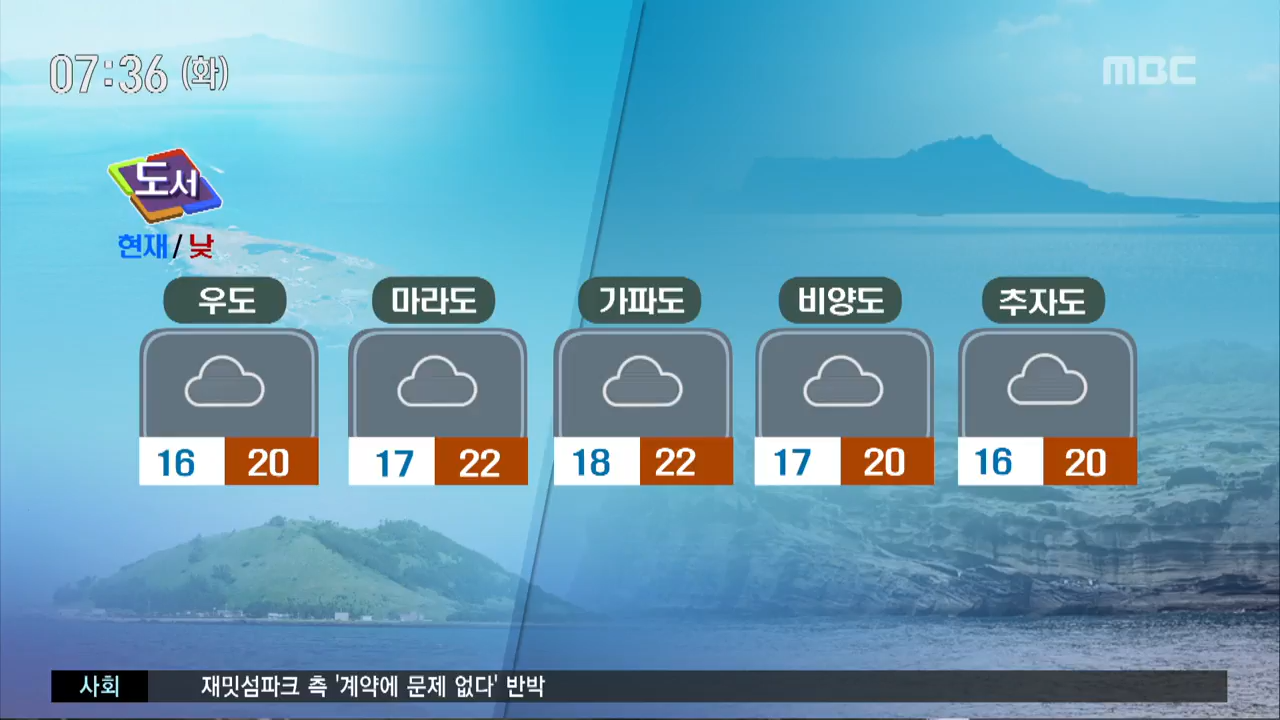 07:36 (화)
MBC
도서
현재/낮
우도 마라도 가파도 비양도 추자도
16 20 17 22 18 22 17 20 16 20
사회 재밋섬파크 측 '계약에 문제 없다' 반박